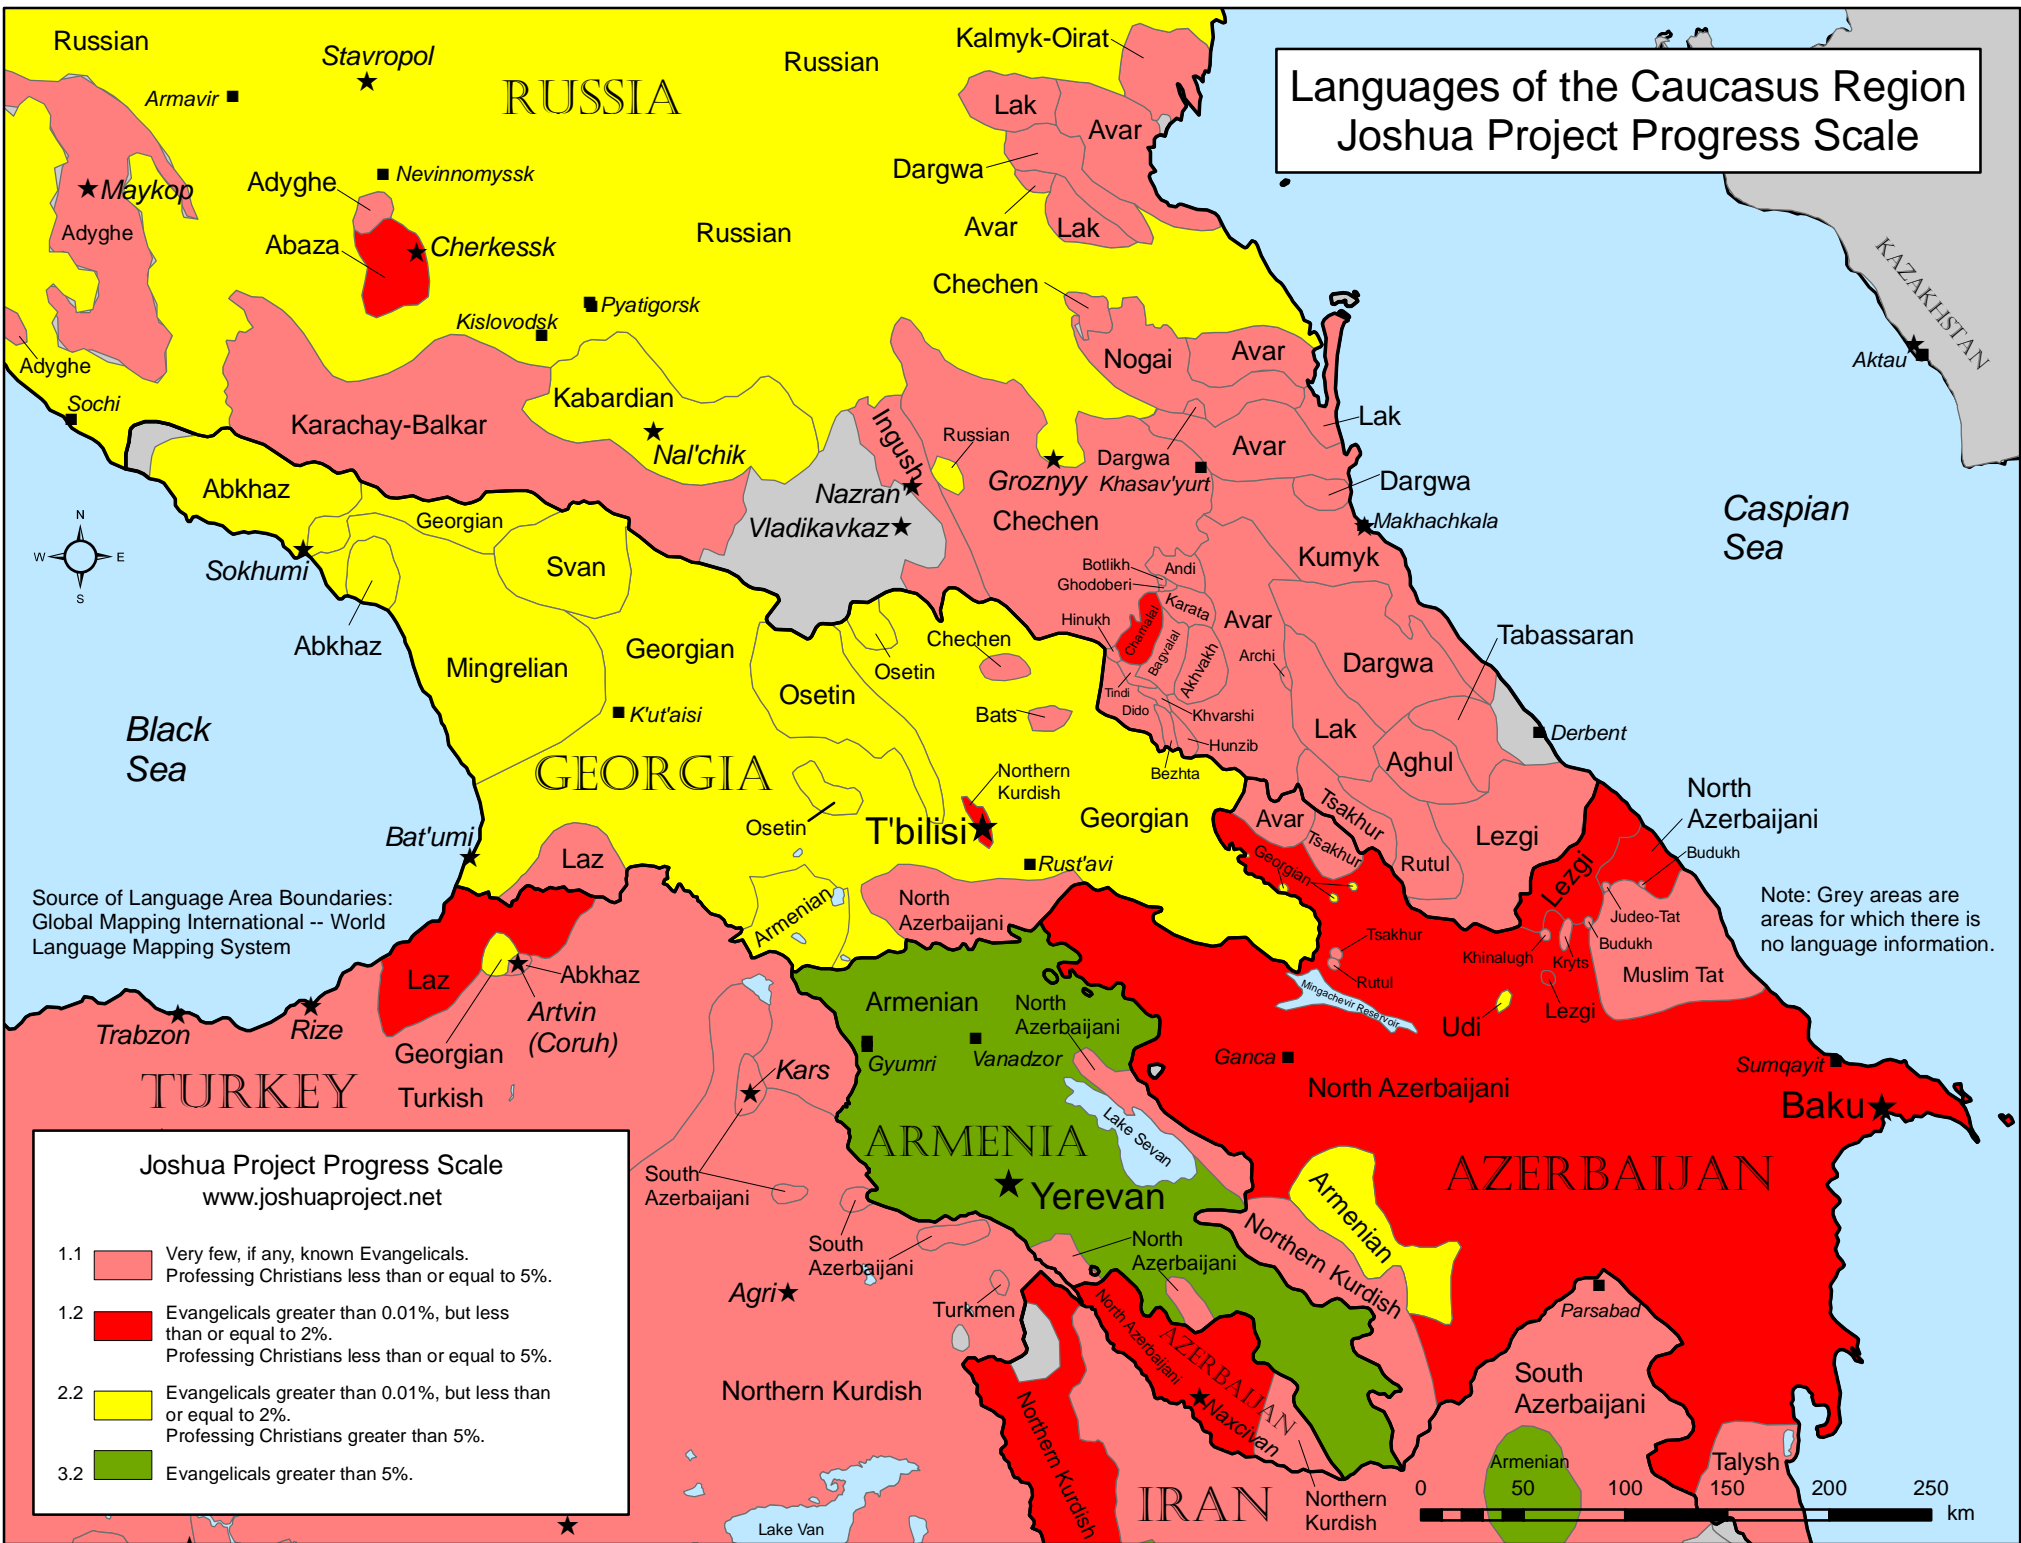 Languages of the Caucasus Region
Joshua Project Progress Scale
Russian
Stavropol
RUSSIA
Russian
Kalmyk-Oirat
Armavir
Lak
Avar
Dargwa
Nevinnomyssk
Adyghe
Maykop
Adyghe
Abaza
Cherkessk
Russian
Avar
Lak
KAZAKHSTAN
Chechen
Pyatigorsk
Kislovodsk
Aktau
Adyghe
Sochi
Nogai
Avar
Kabardian
Karachay-Balkar
Nal'chik
Ingush
Russian
Lak
Avar
Dargwa
Khasav'yurt
Groznyy
Nazran
Vladikavkaz
Chechen
Dargwa
Makhachkala
Caspian
Sea
Abkhaz
Georgian
N
W
E
S
Sokhumi
Svan
Kumyk
Botlikh
Andi
Ghodoberi
Karata
Hinukh
Chamalal
Bagvalal
Akhvakh
Avar
Archi
Tindi
Dido
Khvarshi
Hunzib
Bezhta
Abkhaz
Mingrelian
Georgian
Osetin
Osetin
Chechen
Dargwa
Tabassaran
K'ut'aisi
Bats
Lak
Derbent
Black
Sea
GEORGIA
Northern
Kurdish
Aghul
Osetin
T'bilisi
Georgian
Tsakhur
Avar
Tsakhur
Rutul
Lezgi
North
Azerbaijani
Budukh
Bat'umi
Laz
Rust'avi
Georgian
Lezgi
Source of Language Area Boundaries:
Global Mapping International -- World
Language Mapping System
Armenian
North
Azerbaijani
Note: Grey areas are
areas for which there is
no language information.
Judeo-Tat
Tsakhur
Budukh
Khinalugh
Kryts
Rutul
Muslim Tat
Laz
Abkhaz
Mingachevir Reservoir
Artvin
(Coruh)
Georgian
Trabzon
Rize
Armenian
North
Azerbaijani
Udi
Lezgi
TURKEY
Turkish
Kars
Gyumri
Vanadzor
Ganca
North Azerbaijani
Sumqayit
Baku
Lake Sevan
ARMENIA
Yerevan
AZERBAIJAN
South
Azerbaijani
Armenian
Northern Kurdish
South
Azerbaijani
North
Azerbaijani
Agri
Turkmen
North Azerbaijani
AZERBAIJAN
Naxcivan
Parsabad
Northern Kurdish
Northern Kurdish
South
Azerbaijani
Armenian
Talysh
IRAN
Northern
Kurdish
Lake Van
0
50
100
150
200
250
km
Joshua Project Progress Scale
www.joshuaproject.net
1.1
Very few, if any, known Evangelicals.
Professing Christians less than or equal to 5%.
1.2
Evangelicals greater than 0.01%, but less
than or equal to 2%.
Professing Christians less than or equal to 5%.
2.2
Evangelicals greater than 0.01%, but less than
or equal to 2%.
Professing Christians greater than 5%.
3.2
Evangelicals greater than 5%.